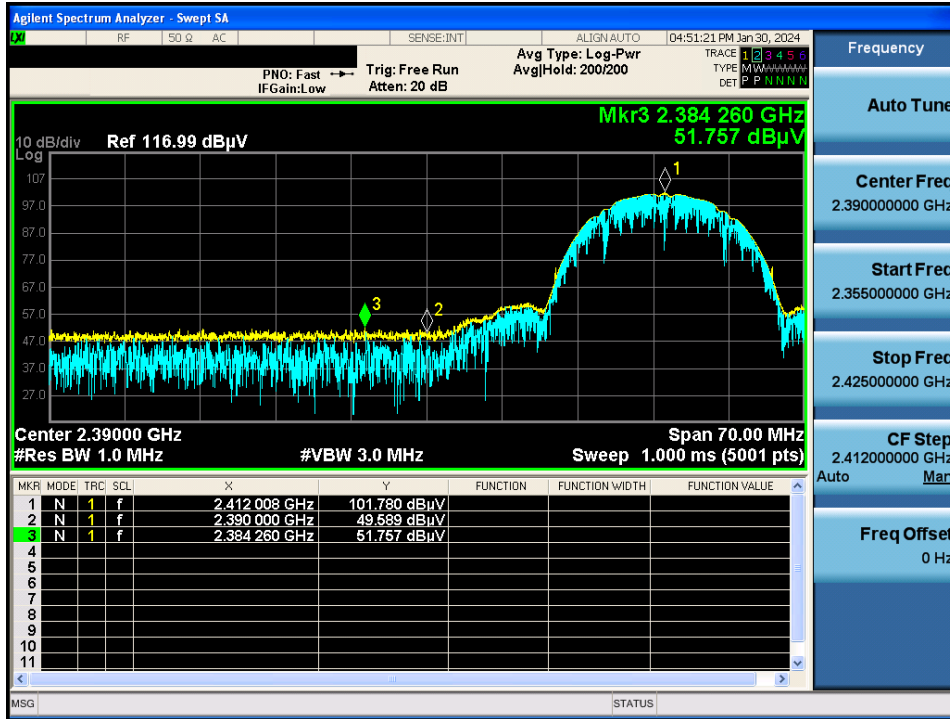 Agilent Spectrum Analyzer - Swept SA
LXI RF 50 Ω AC SENSE:INT ALIGN AUTO 04:51:21 PM Jan 30, 2024
PNO: Fast Trig: Free Run Avg Type: Log-Pwr TRACE 1 2 3 4 5 6
IFGain:Low Atten: 20 dB Avg|Hold: 200/200 TYPE M W W W W W
DET P P N N N N
Mkr3 2.384 260 GHz
51.757 dBµV
10 dB/div Ref 116.99 dBµV
Log
107
97.0
87.0
77.0
67.0
57.0
47.0
37.0
27.0
1
3
2
Center 2.39000 GHz Span 70.00 MHz
#Res BW 1.0 MHz #VBW 3.0 MHz Sweep 1.000 ms (5001 pts)
MKR MODE TRC SCL X Y FUNCTION FUNCTION WIDTH FUNCTION VALUE
1 N 1 f 2.412 008 GHz 101.780 dBµV
2 N 1 f 2.390 000 GHz 49.589 dBµV
3 N 1 f 2.384 260 GHz 51.757 dBµV
4
5
6
7
8
9
10
11
MSG STATUS
Frequency
Auto Tune
Center Freq
2.390000000 GHz
Start Freq
2.355000000 GHz
Stop Freq
2.425000000 GHz
CF Step
2.412000000 GHz
Auto Man
Freq Offset
0 Hz